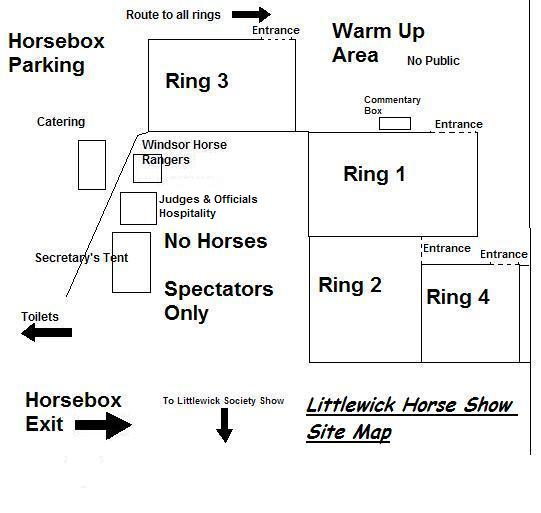 Route to all rings
Horsebox
Parking
Entrance
Warm Up
Area
No Public
Ring 3
Catering
Commentary
Box
Entrance
Windsor Horse
Rangers
Ring 1
Judges & Officials
Hospitality
No Horses
Secretary's Tent
Spectators
Only
Entrance
Entrance
Ring 2
Ring 4
Toilets
Horsebox
Exit
To Littlewick Society Show
Littlewick Horse Show
Site Map